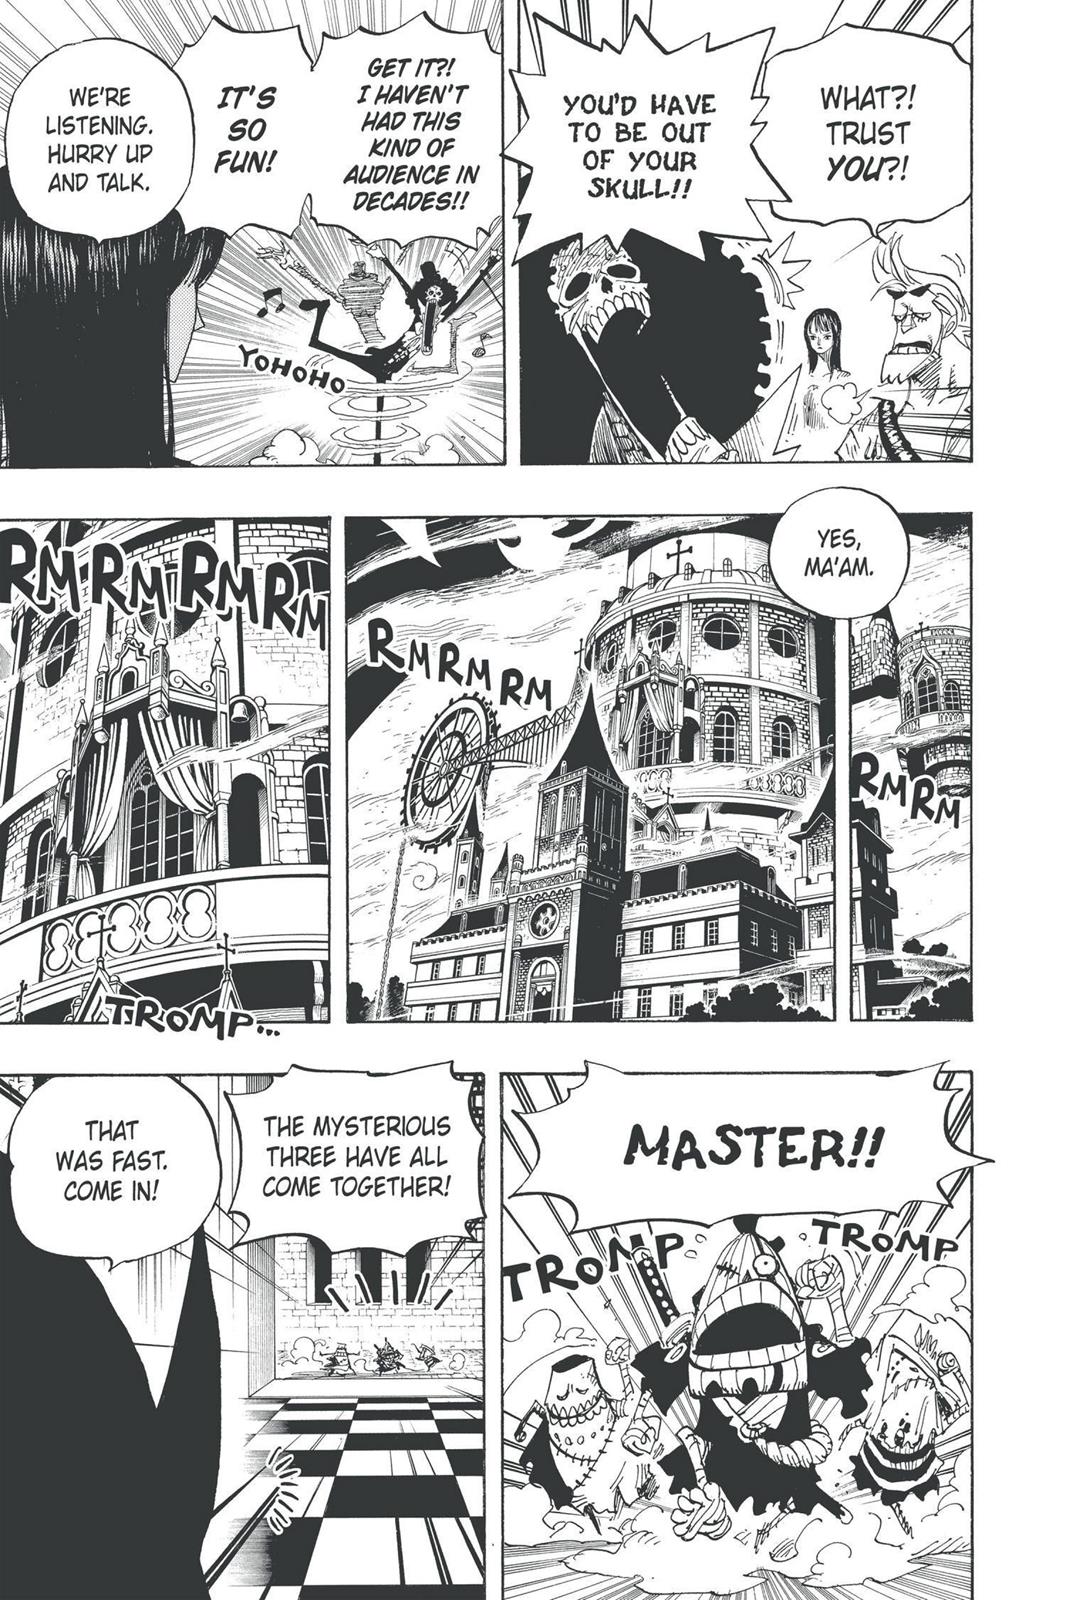 WHAT?!
TRUST
YOU?!
YOU'D HAVE
TO BE OUT
OF YOUR
SKULL!!
GET IT?!
I HAVEN'T
HAD THIS
KIND OF
AUDIENCE IN
DECADES!!
IT'S
SO
FUN!
YOHOHO
WE'RE
LISTENING.
HURRY UP
AND TALK.
YES,
MA'AM.
RMRM
RMRMRM
RMRMRMRM
TROMP...
MASTER!!
TROMP
TROMP
THE MYSTERIOUS
THREE HAVE ALL
COME TOGETHER!
THAT
WAS FAST.
COME IN!